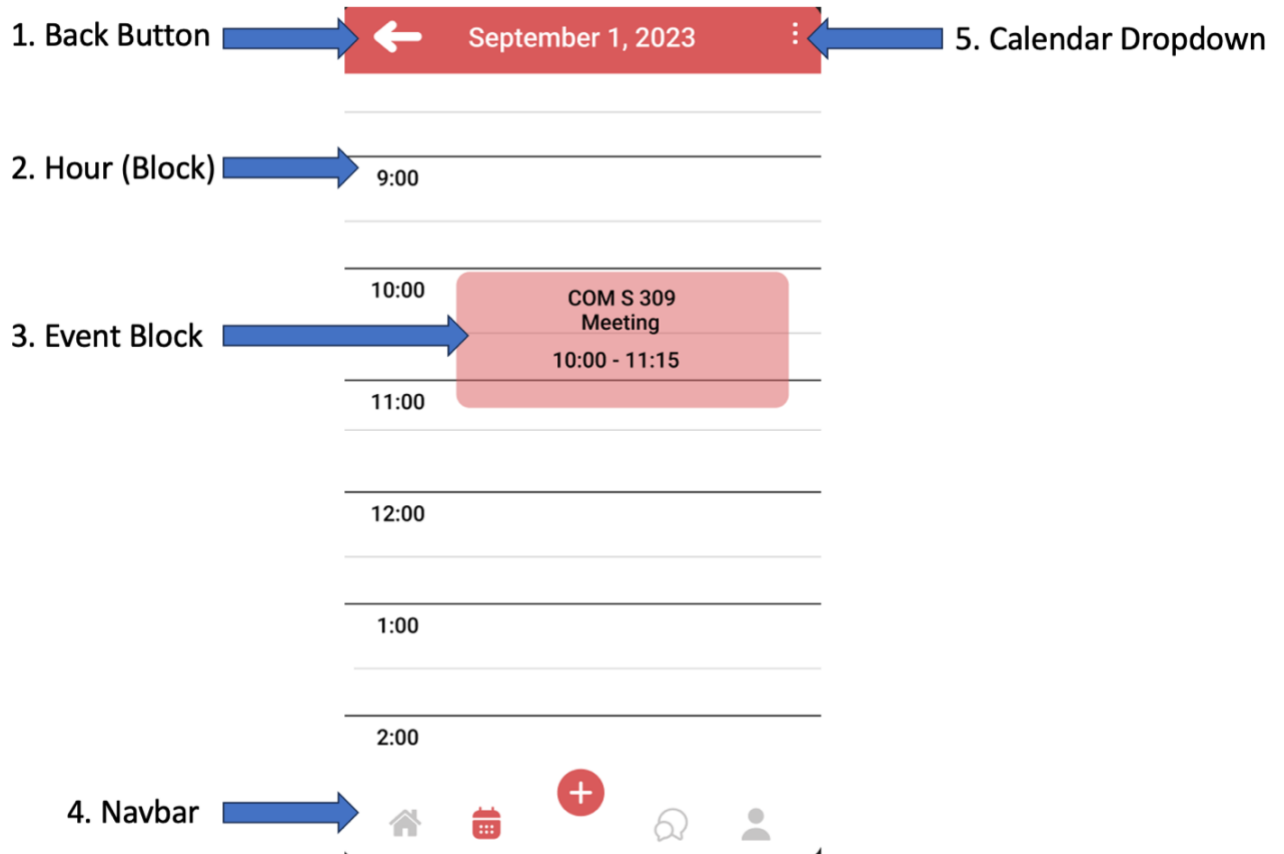 1. Back Button
September 1, 2023
5. Calendar Dropdown
2. Hour (Block)
9:00
10:00
COM S 309
Meeting
10:00 - 11:15
3. Event Block
11:00
12:00
1:00
2:00
4. Navbar